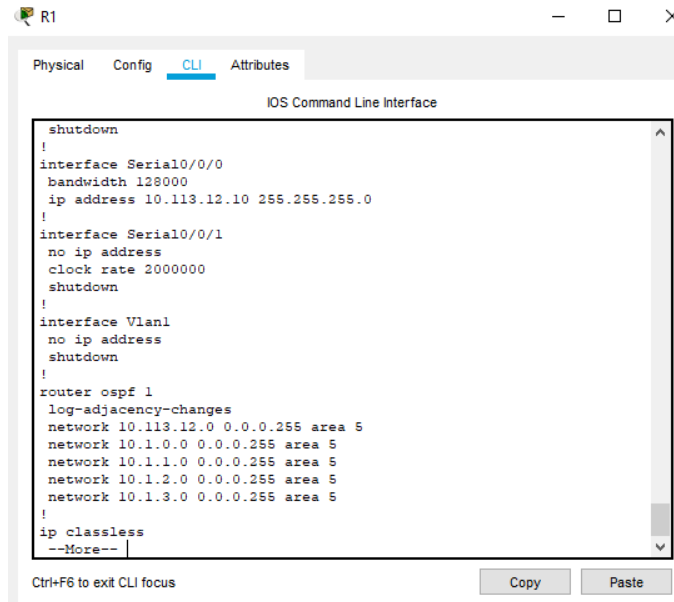 R1
Physical Config CLI Attributes
IOS Command Line Interface
shutdown
!
interface Serial0/0/0
bandwidth 128000
ip address 10.113.12.10 255.255.255.0
!
interface Serial0/0/1
no ip address
clock rate 2000000
shutdown
!
interface Vlan1
no ip address
shutdown
!
router ospf 1
log-adjacency-changes
network 10.113.12.0 0.0.0.255 area 5
network 10.1.0.0 0.0.0.255 area 5
network 10.1.1.0 0.0.0.255 area 5
network 10.1.2.0 0.0.0.255 area 5
network 10.1.3.0 0.0.0.255 area 5
!
ip classless
--More--
Ctrl+F6 to exit CLI focus
Copy Paste